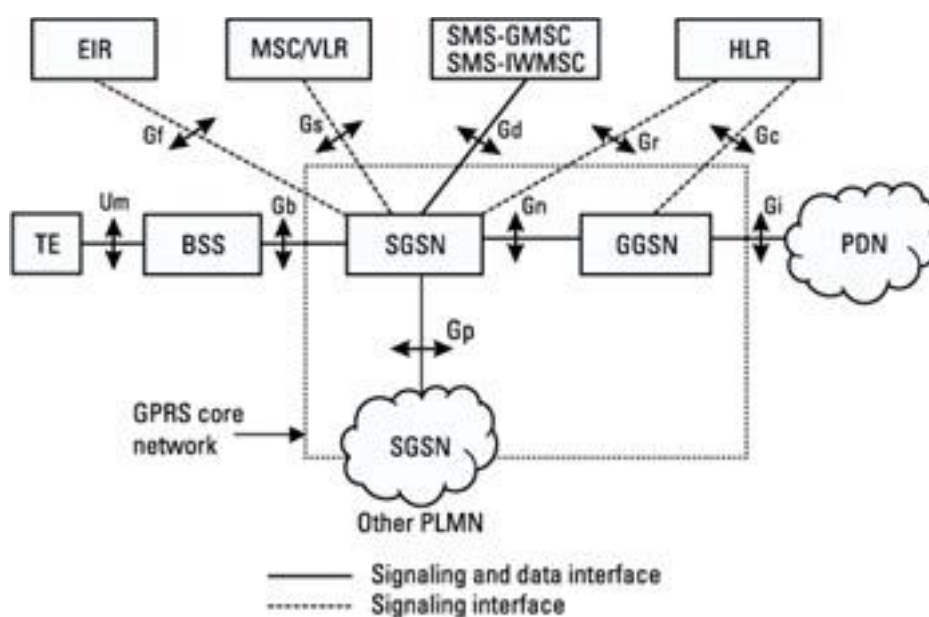 EIR
MSC/VLR
SMS-GMSC
SMS-IWMSC
HLR
Gf
Gs
Gd
Gr
Gc
Um
Gb
Gn
Gi
TE
BSS
SGSN
GGSN
PDN
Gp
GPRS core
network
SGSN
Other PLMN
Signaling and data interface
Signaling interface